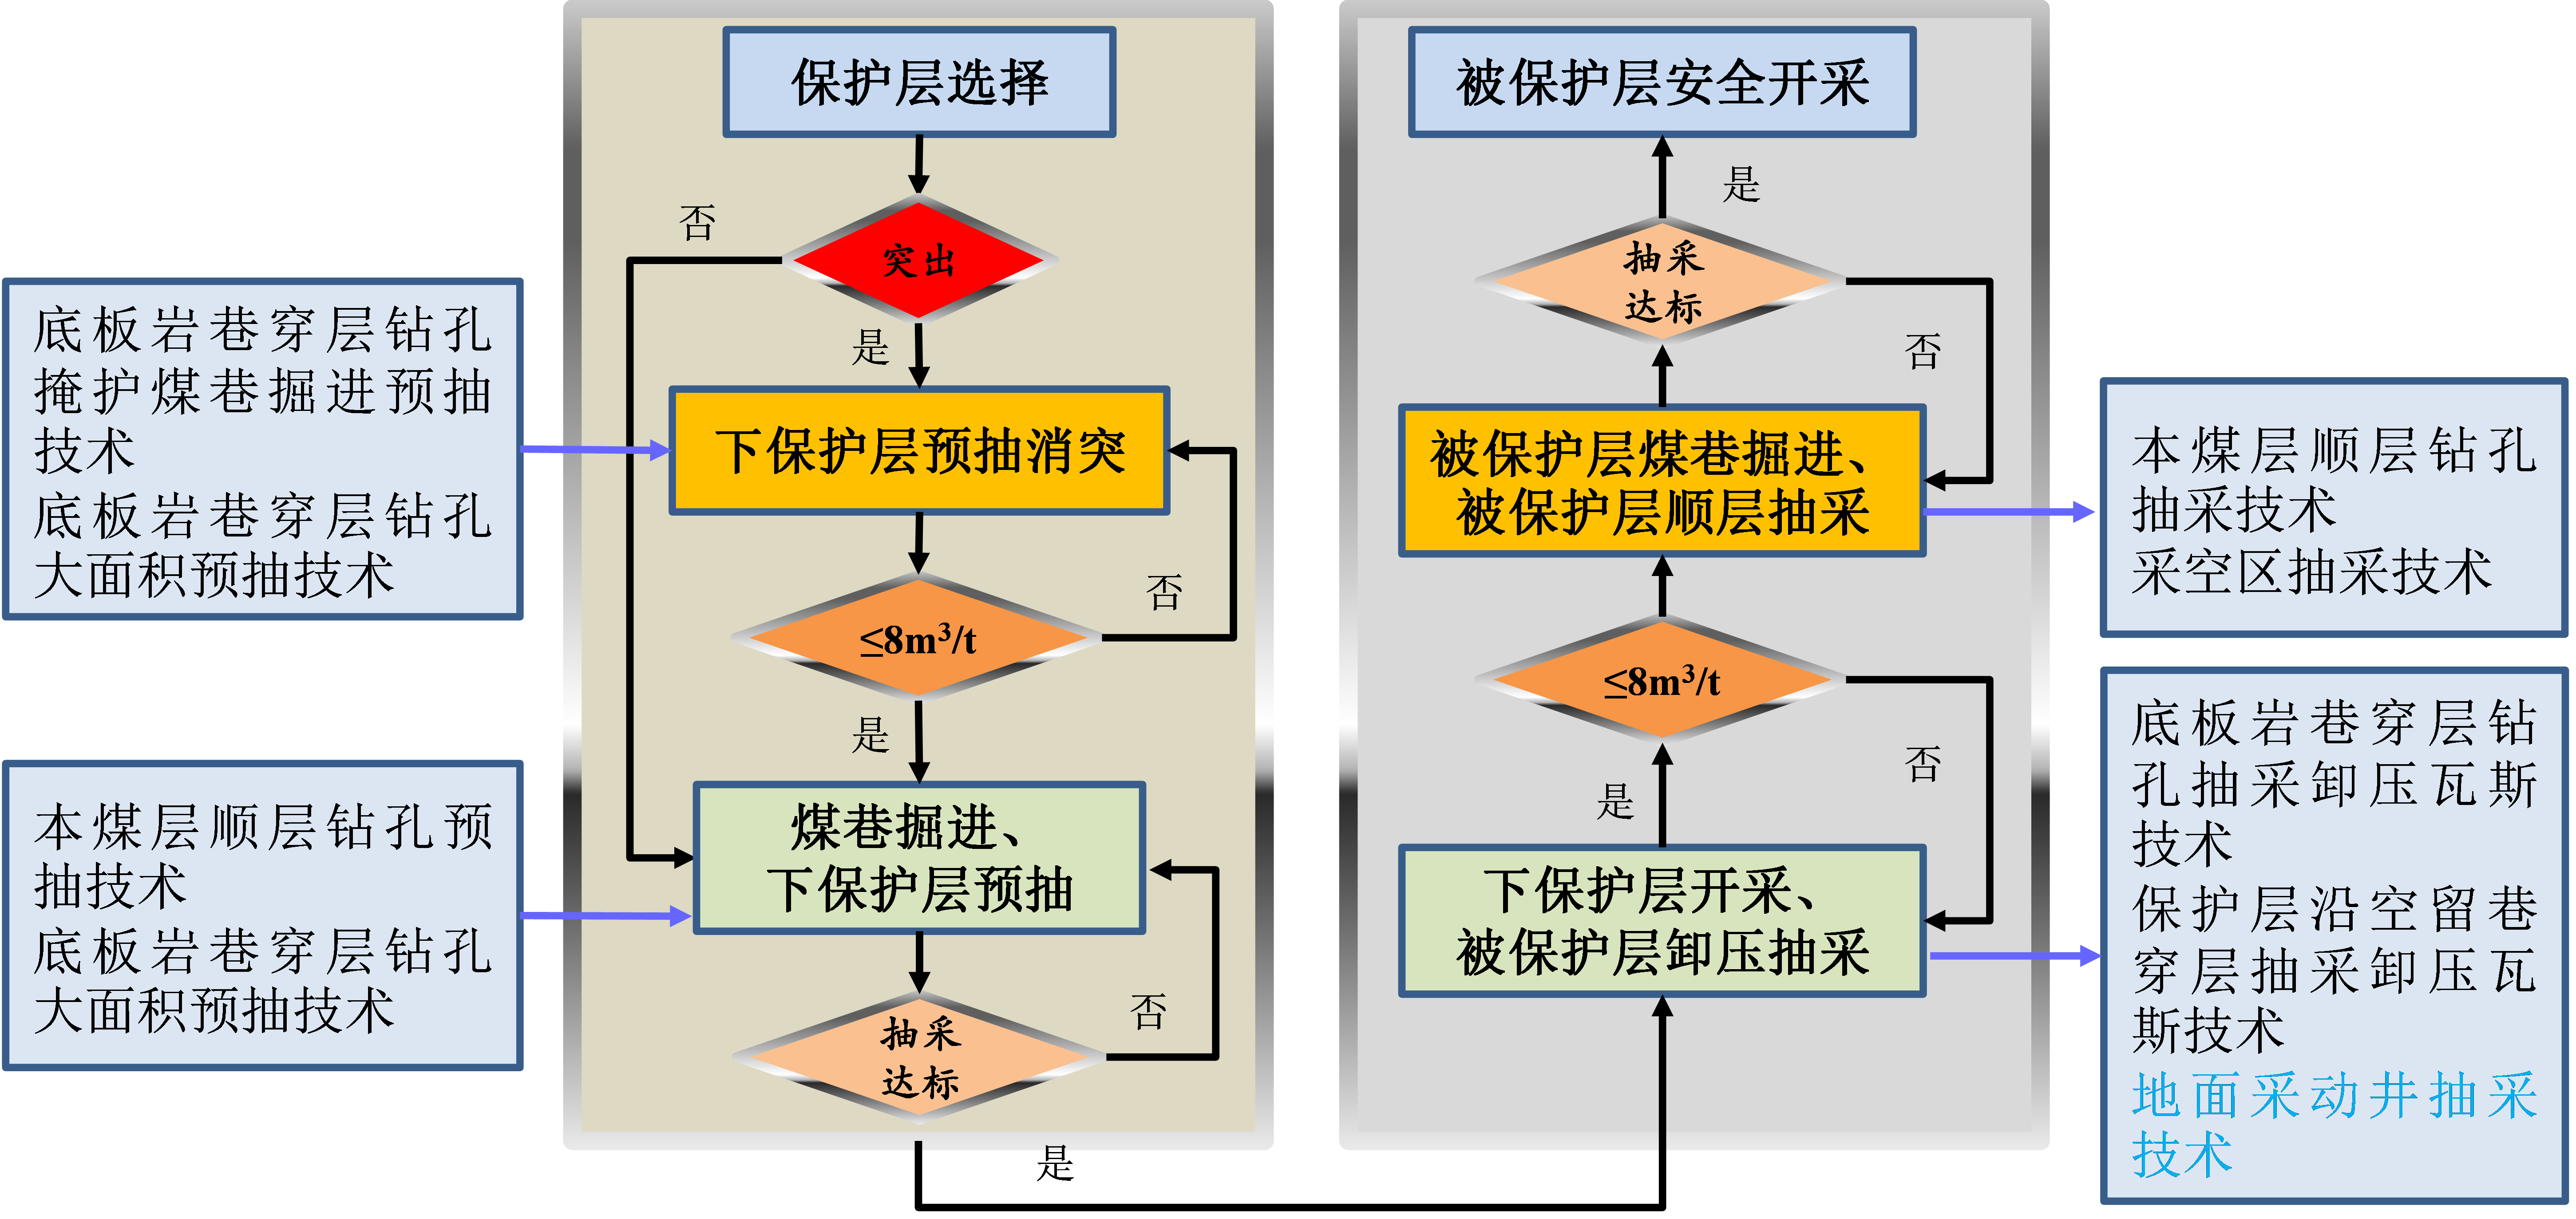 保护层选择
突出
否
是
底板岩巷穿层钻孔
掩护煤巷掘进预抽
技术
底板岩巷穿层钻孔
大面积预抽技术
下保护层预抽消突
≤8m³/t
否
是
本煤层顺层钻孔预
抽技术
底板岩巷穿层钻孔
大面积预抽技术
煤巷掘进、
下保护层预抽
抽采
达标
否
是
被保护层安全开采
是
抽采
达标
否
被保护层煤巷掘进、
被保护层顺层抽采
本煤层顺层钻孔
抽采技术
采空区抽采技术
≤8m³/t
否
是
下保护层开采、
被保护层卸压抽采
底板岩巷穿层钻
孔抽采卸压瓦斯
技术
保护层沿空留巷
穿层抽采卸压瓦
斯技术
地面采动井抽采
技术